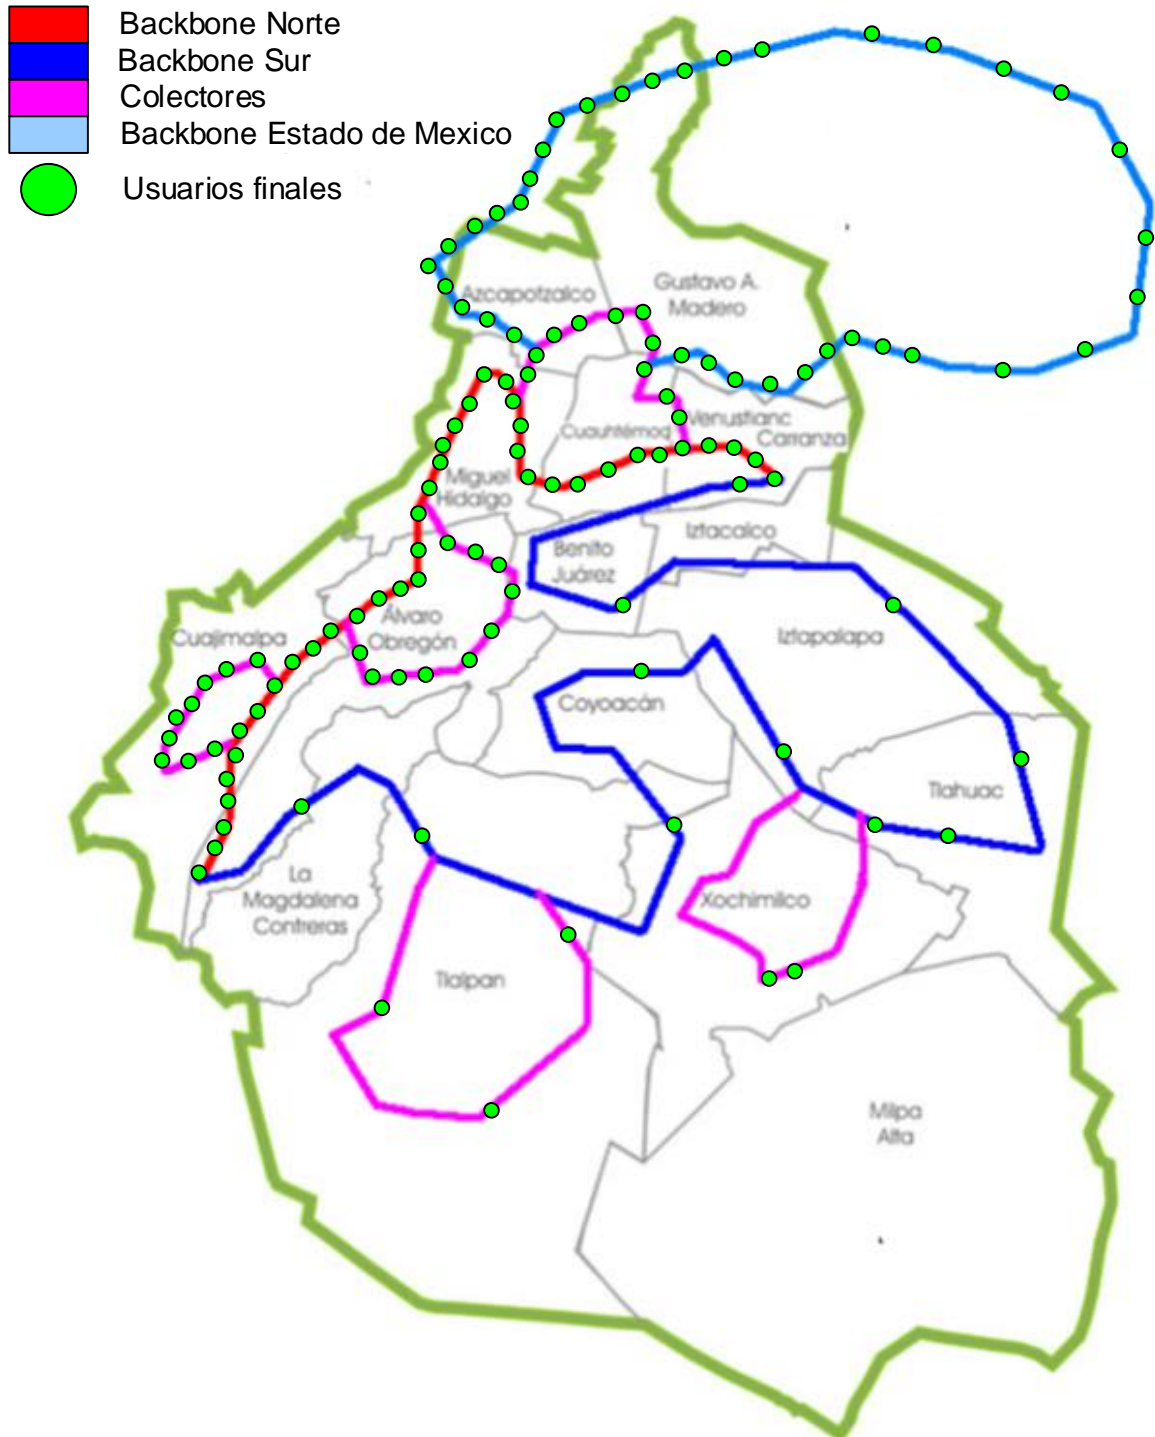 Backbone Norte
Backbone Sur
Colectores
Backbone Estado de Mexico
Usuarios finales
Azcapotzalco
Gustavo A.
Madero
Cuauhtémoc
Venustianc
Carranza
Miguel
Hidalgo
Iztacalco
Benito
Juárez
Álvaro
Obregón
Cuajimalpa
Iztapalapa
Coyoacán
Tlahuac
La
Magdalena
Contreras
Xochimilco
Tlalpan
Milpa
Alta